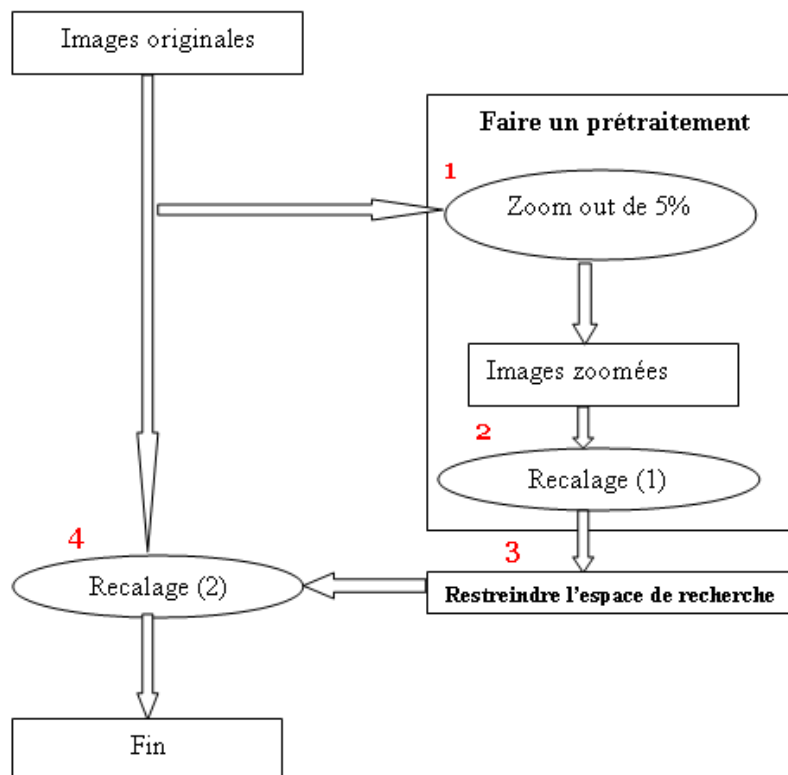 Images originales
Faire un prétraitement
1
Zoom out de 5%
Images zoomées
2
Recalage (1)
3
Restreindre l'espace de recherche
4
Recalage (2)
Fin